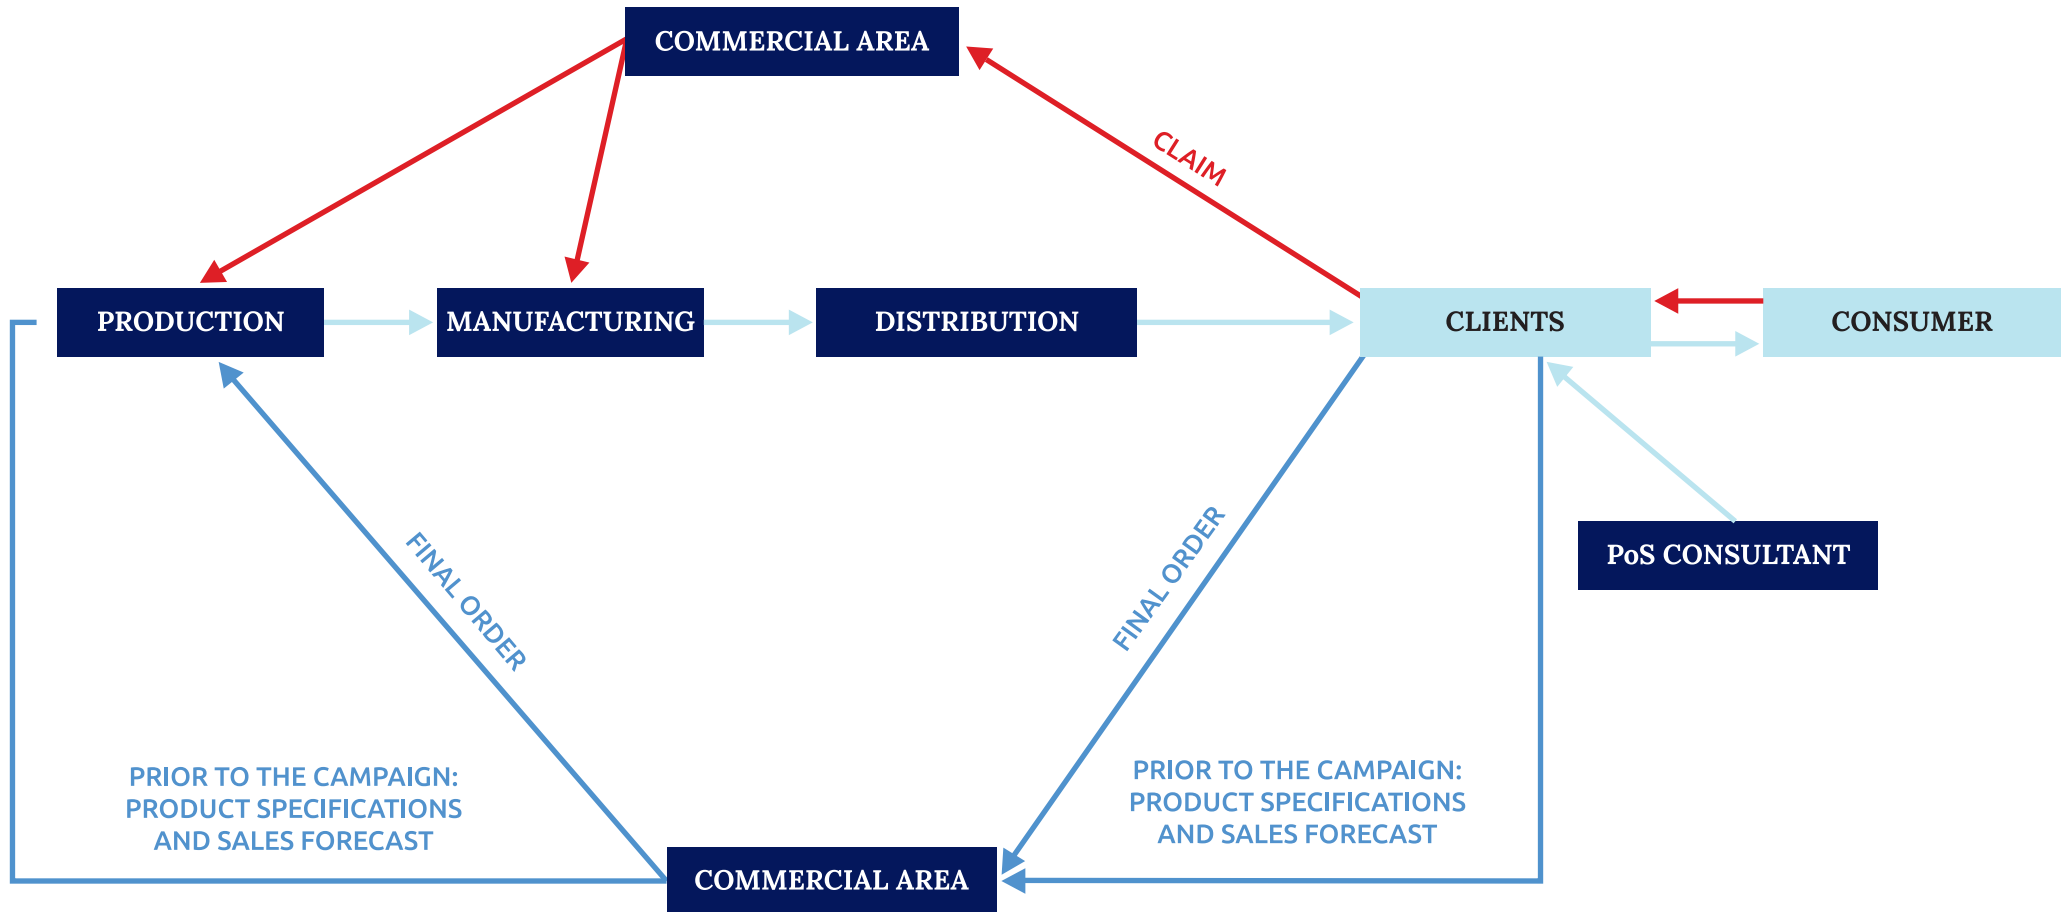 COMMERCIAL AREA
CLAIM
PRODUCTION
MANUFACTURING
DISTRIBUTION
CLIENTS
CONSUMER
FINAL ORDER
FINAL ORDER
PoS CONSULTANT
PRIOR TO THE CAMPAIGN:
PRODUCT SPECIFICATIONS
AND SALES FORECAST
PRIOR TO THE CAMPAIGN:
PRODUCT SPECIFICATIONS
AND SALES FORECAST
COMMERCIAL AREA